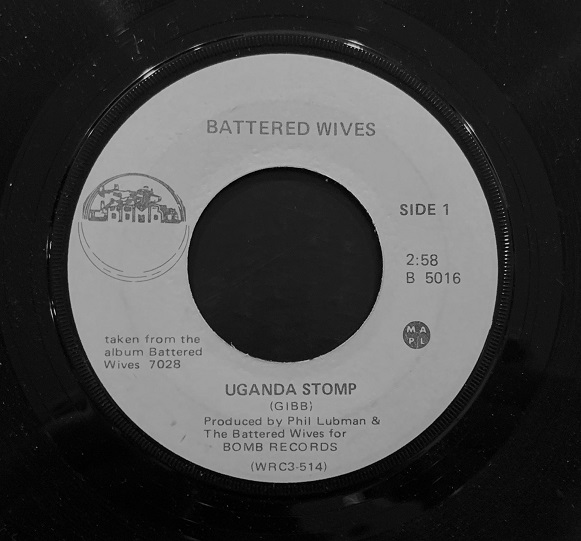 BATTERED WIVES
SIDE 1
2:58
B 5016
M A
P L
taken from the
album Battered
Wives 7028
UGANDA STOMP
(GIBB)
Produced by Phil Lubman &
The Battered Wives for
BOMB RECORDS
(WRC3-514)